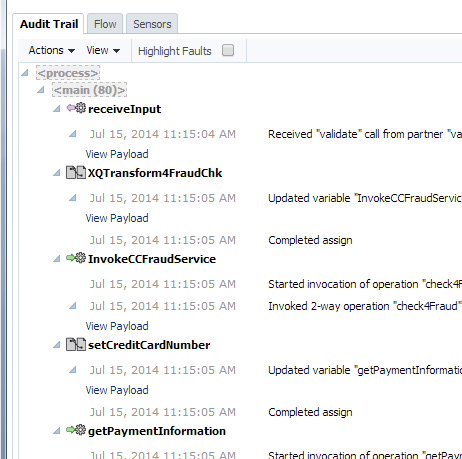 Audit Trail Flow Sensors
Actions View Highlight Faults
<process>
<main (80)>
receiveInput
Jul 15, 2014 11:15:04 AM Received "validate" call from partner "va
View Payload
XQTransform4FraudChk
Jul 15, 2014 11:15:05 AM Updated variable "InvokeCCFraudServic
View Payload
Jul 15, 2014 11:15:05 AM Completed assign
InvokeCCFraudService
Jul 15, 2014 11:15:05 AM Started invocation of operation "check4F
Jul 15, 2014 11:15:05 AM Invoked 2-way operation "check4Fraud"
View Payload
setCreditCardNumber
Jul 15, 2014 11:15:05 AM Updated variable "getPaymentInformatio
View Payload
Jul 15, 2014 11:15:05 AM Completed assign
getPaymentInformation
Jul 15, 2014 11:15:05 AM Started invocation of operation "getPaym